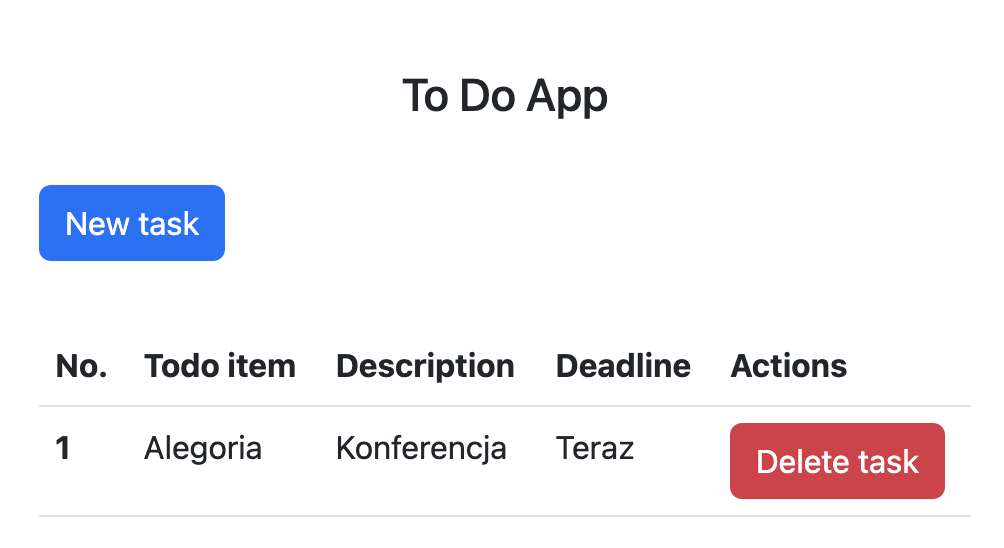 To Do App
New task
No. Todo item Description Deadline Actions
1 Alegoria Konferencja Teraz Delete task